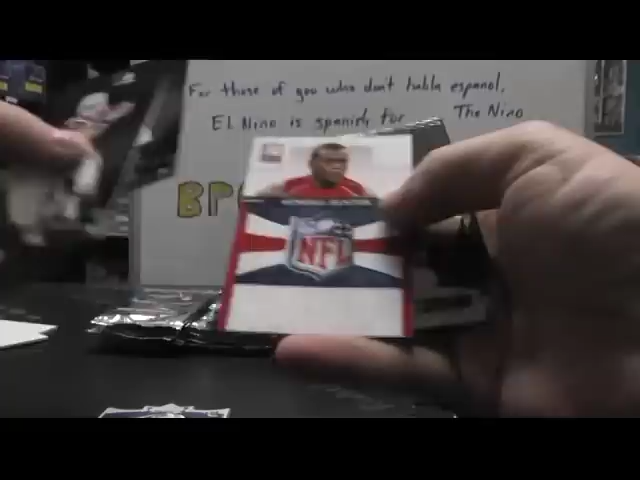 For those of you who don't habla espanol,
EL Nino is spanish for The Nino
BP
NFL